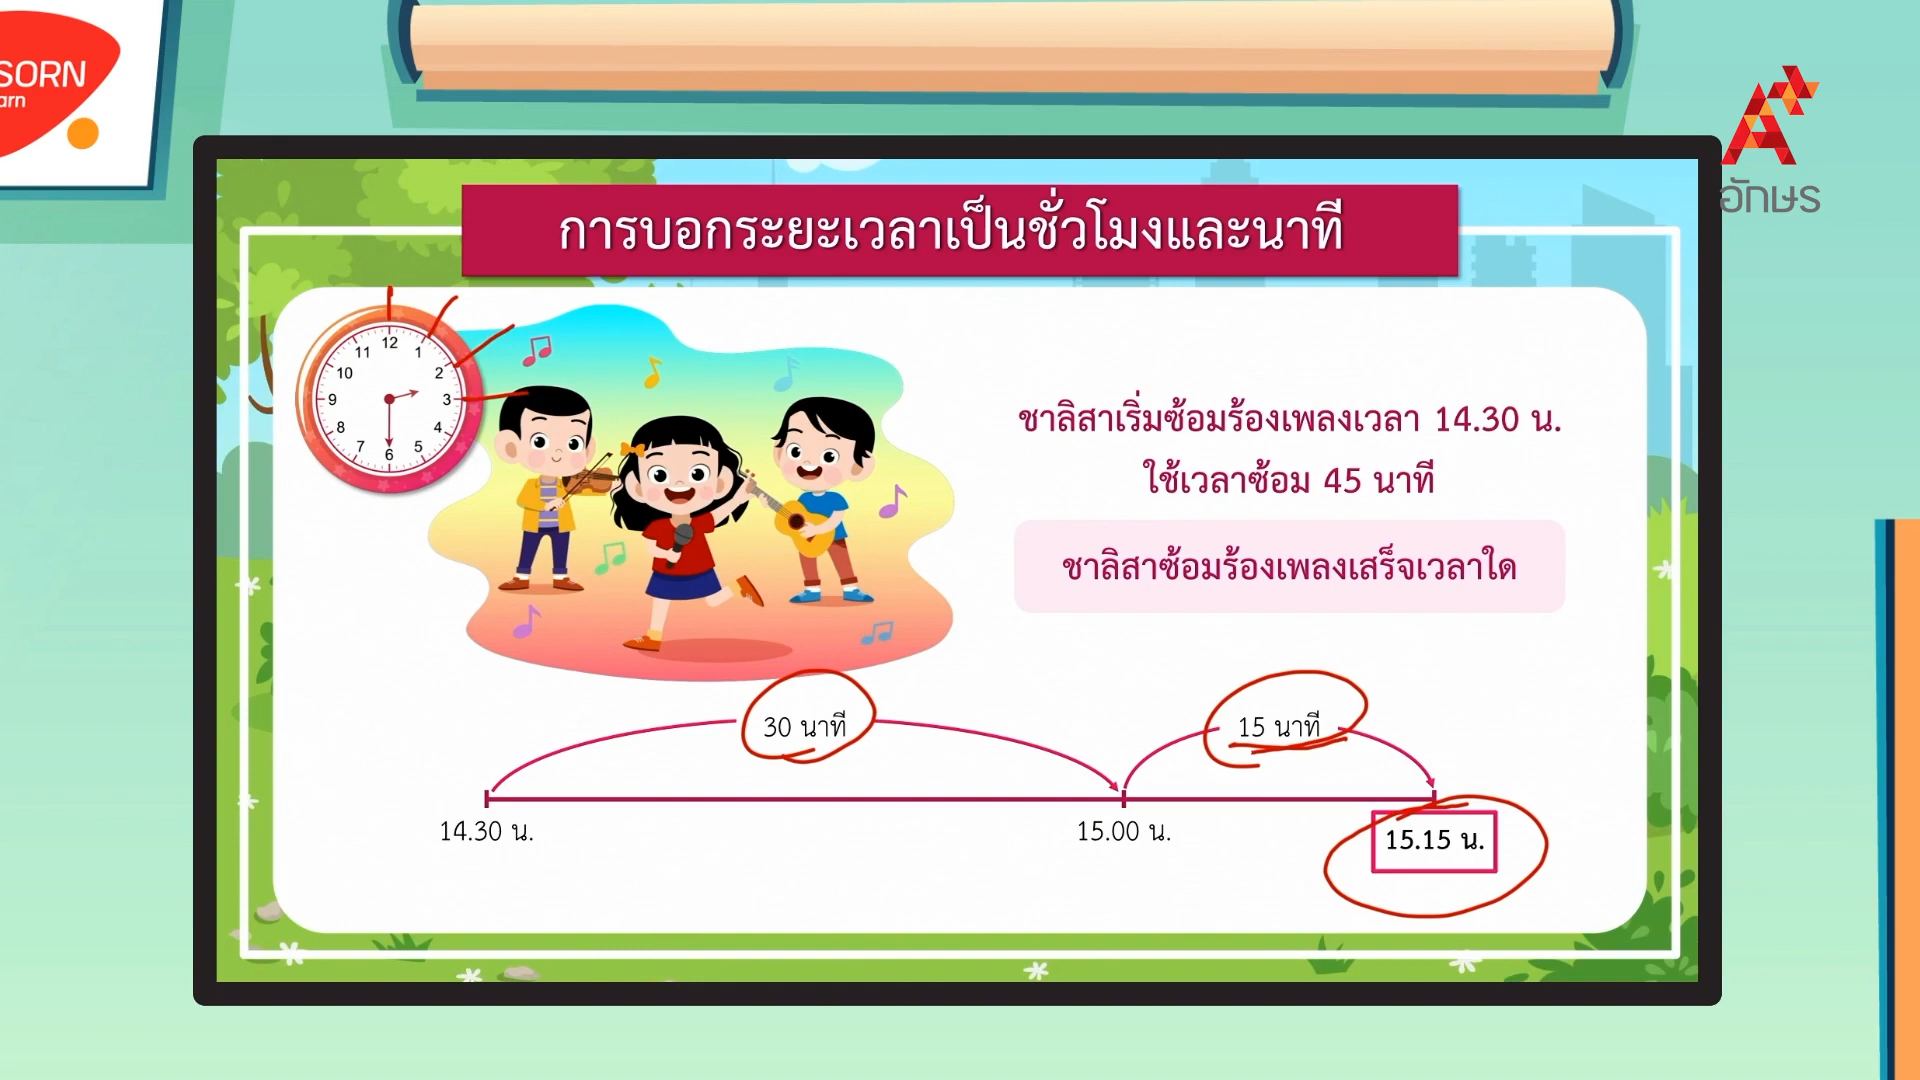 SORN
arn
อักษร
การบอกระยะเวลาเป็นชั่วโมงและนาที
12
11
1
10
2
9
3
8
4
7
5
6
ชาลิสาเริ่มซ้อมร้องเพลงเวลา 14.30 น.
ใช้เวลาซ้อม 45 นาที
ชาลิสาซ้อมร้องเพลงเสร็จเวลาใด
30 นาที
15 นาที
14.30 น.
15.00 น.
15.15 น.